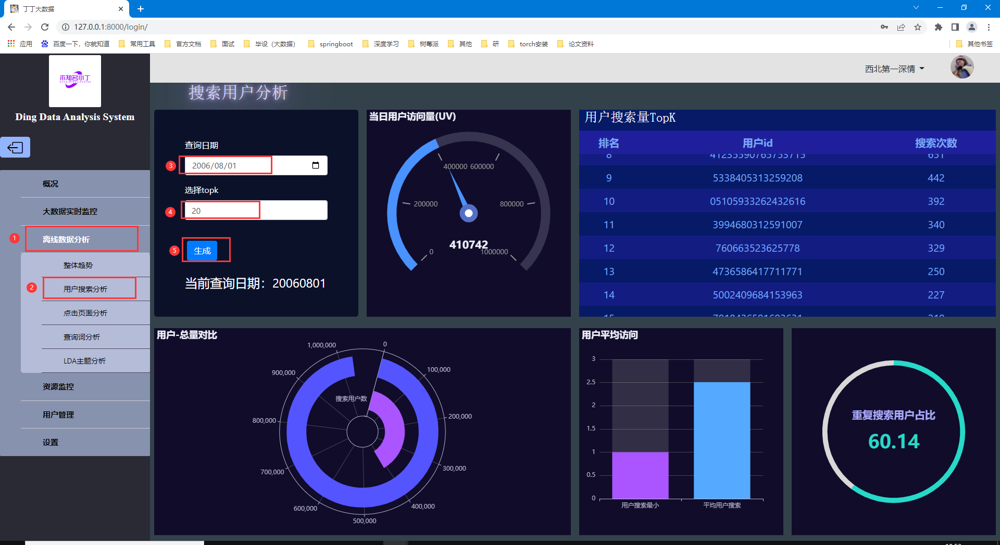 丁丁大数据
127.0.0.1:8000/login/
应用
百度一下，你就知道
常用工具
官方文档
面试
毕设（大数据）
springboot
深度学习
树莓派
其他
研
torch安装
论文资料
其他书签
不知名小丁
Ding Data Analysis System
概况
大数据实时监控
1
离线数据分析
整体趋势
2
用户搜索分析
点击页面分析
查询词分析
LDA主题分析
资源监控
用户管理
设置
西北第一深情
搜索用户分析
查询日期
3
2006/08/01
选择topk
4
20
5
生成
当前查询日期：20060801
当日用户访问量(UV)
400000
600000
200000
800000
410742
0
1000000
用户搜索量TopK
排名 用户id 搜索次数
8 41233390763753713 651
9 5338405313259208 442
10 05105933262432616 392
11 3994680312591007 340
12 760663523625778 329
13 4736586417711771 250
14 5002409684153963 227
用户-总量对比
1,000,000
0
900,000
100,000
搜索用户数
800,000
200,000
700,000
300,000
600,000
400,000
500,000
用户平均访问
3
2.5
2
1.5
1
0.5
0
用户搜索最小
平均用户搜索
重复搜索用户占比
60.14